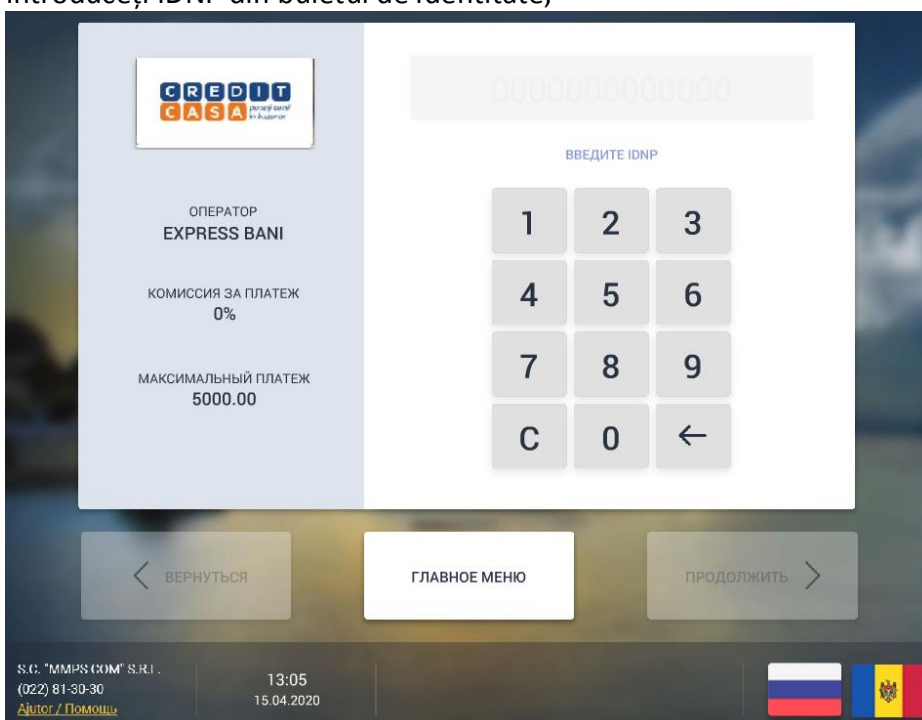 Introduceți IDNP din buletul de identitate;
CREDIT
CASA
0000000000000
ВВЕДИТЕ IDNP
ОПЕРАТОР
EXPRESS BANI
КОМИССИЯ ЗА ПЛАТЕЖ
0%
МАКСИМАЛЬНЫЙ ПЛАТЕЖ
5000.00
1 2 3
4 5 6
7 8 9
C 0 ←
ВЕРНУТЬСЯ
ГЛАВНОЕ МЕНЮ
ПРОДОЛЖИТЬ
S.C. "MMPS COM" S.R.L.
(022) 81-30-30
Ajutor / Помощь
13:05
15.04.2020